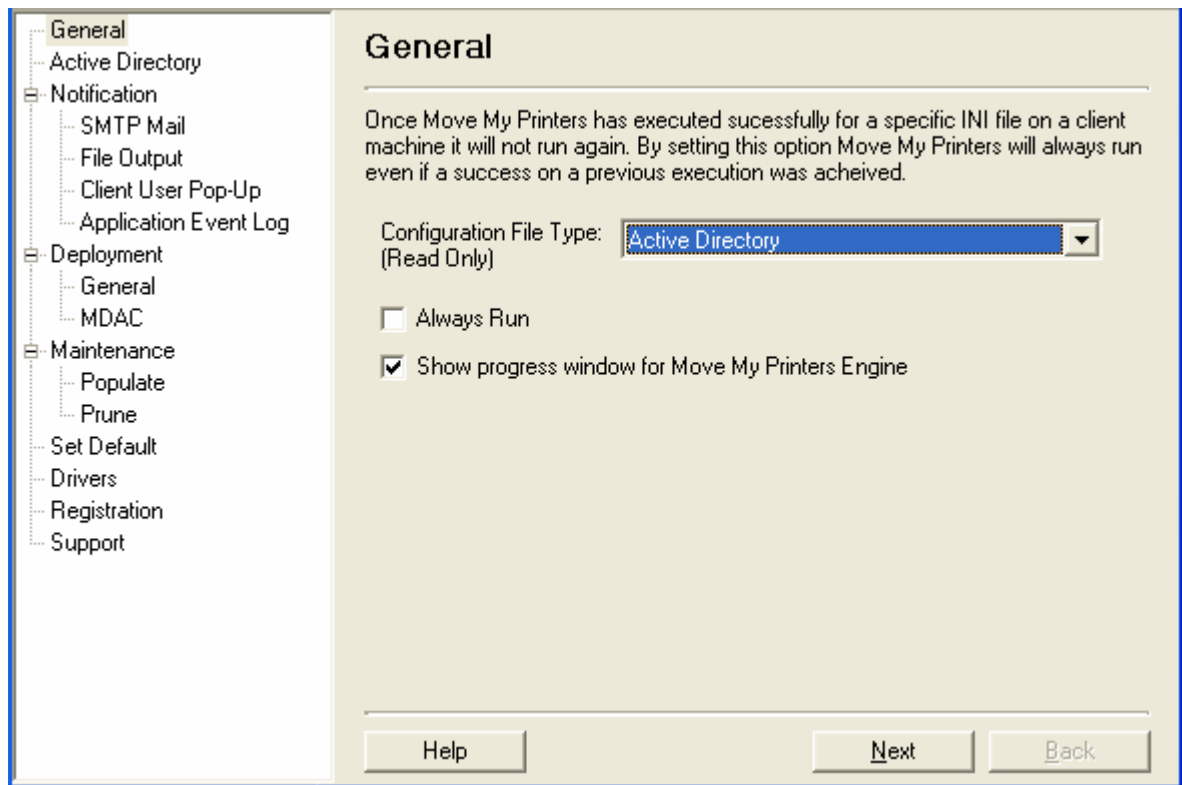 General
Active Directory
Notification
SMTP Mail
File Output
Client User Pop-Up
Application Event Log
Deployment
General
MDAC
Maintenance
Populate
Prune
Set Default
Drivers
Registration
Support
General
Once Move My Printers has executed sucessfully for a specific INI file on a client
machine it will not run again. By setting this option Move My Printers will always run
even if a success on a previous execution was acheived.
Configuration File Type:
(Read Only)
Active Directory
Always Run
Show progress window for Move My Printers Engine
Help
Next
Back